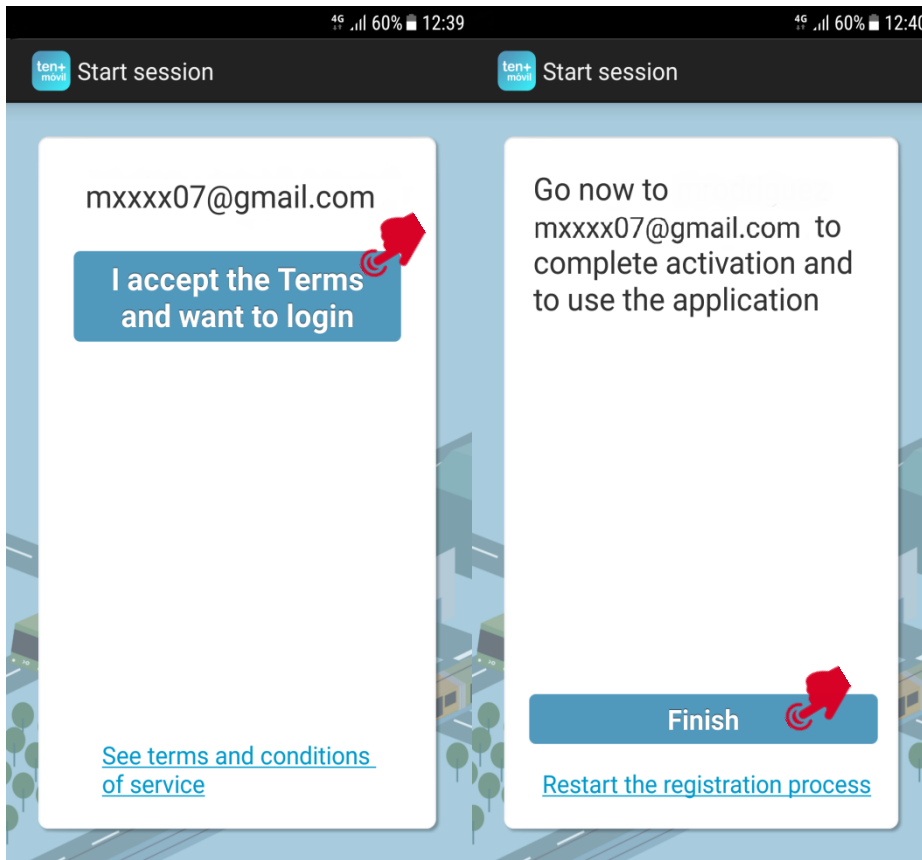 4G 60% 12:39
ten+
móvil
Start session
mxxxx07@gmail.com
I accept the Terms
and want to login
See terms and conditions
of service
4G 60% 12:40
ten+
móvil
Start session
Go now to
mxxxx07@gmail.com to
complete activation and
to use the application
Finish
Restart the registration process